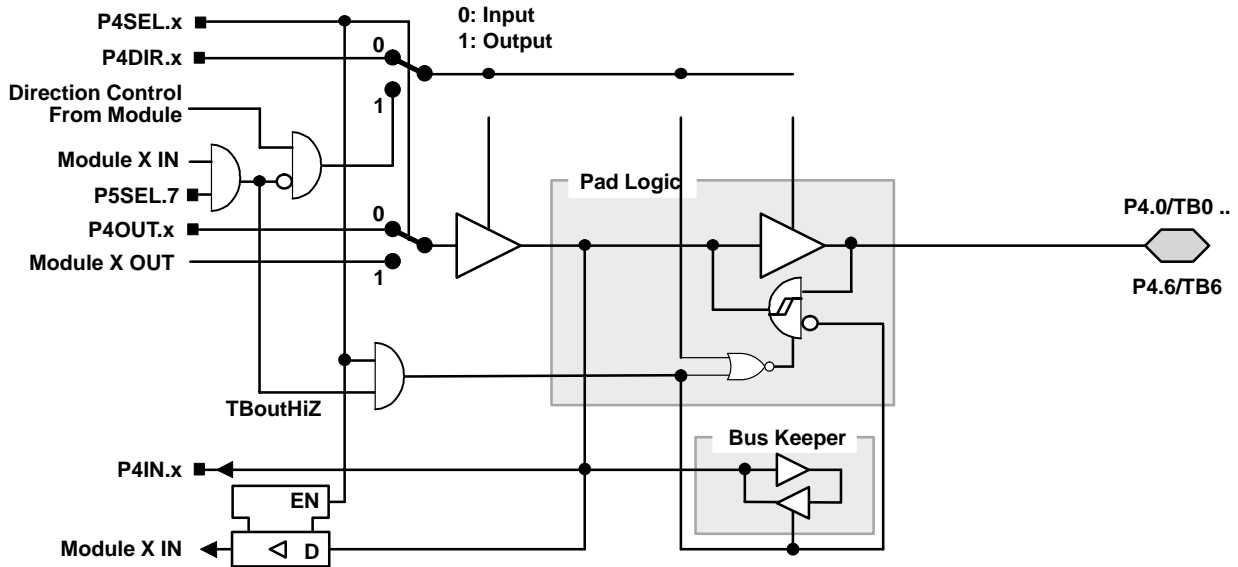 P4SEL.x
0: Input
1: Output
P4DIR.x
0
Direction Control
From Module
1
Module X IN
P5SEL.7
Pad Logic
P4OUT.x
0
P4.0/TB0 ..
Module X OUT
1
P4.6/TB6
TBoutHiZ
Bus Keeper
P4IN.x
EN
Module X IN
D